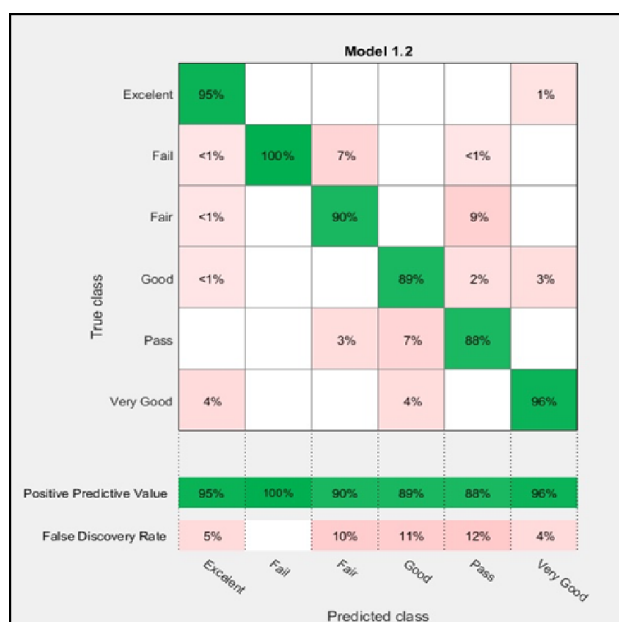 Model 1.2
Excelent 95% 1%
Fail <1% 100% 7% <1%
Fair <1% 90% 9%
Good <1% 89% 2% 3%
Pass 3% 7% 88%
Very Good 4% 4% 96%
True class
Positive Predictive Value 95% 100% 90% 89% 88% 96%
False Discovery Rate 5% 10% 11% 12% 4%
Excelent Fail Fair Good Pass Very Good
Predicted class